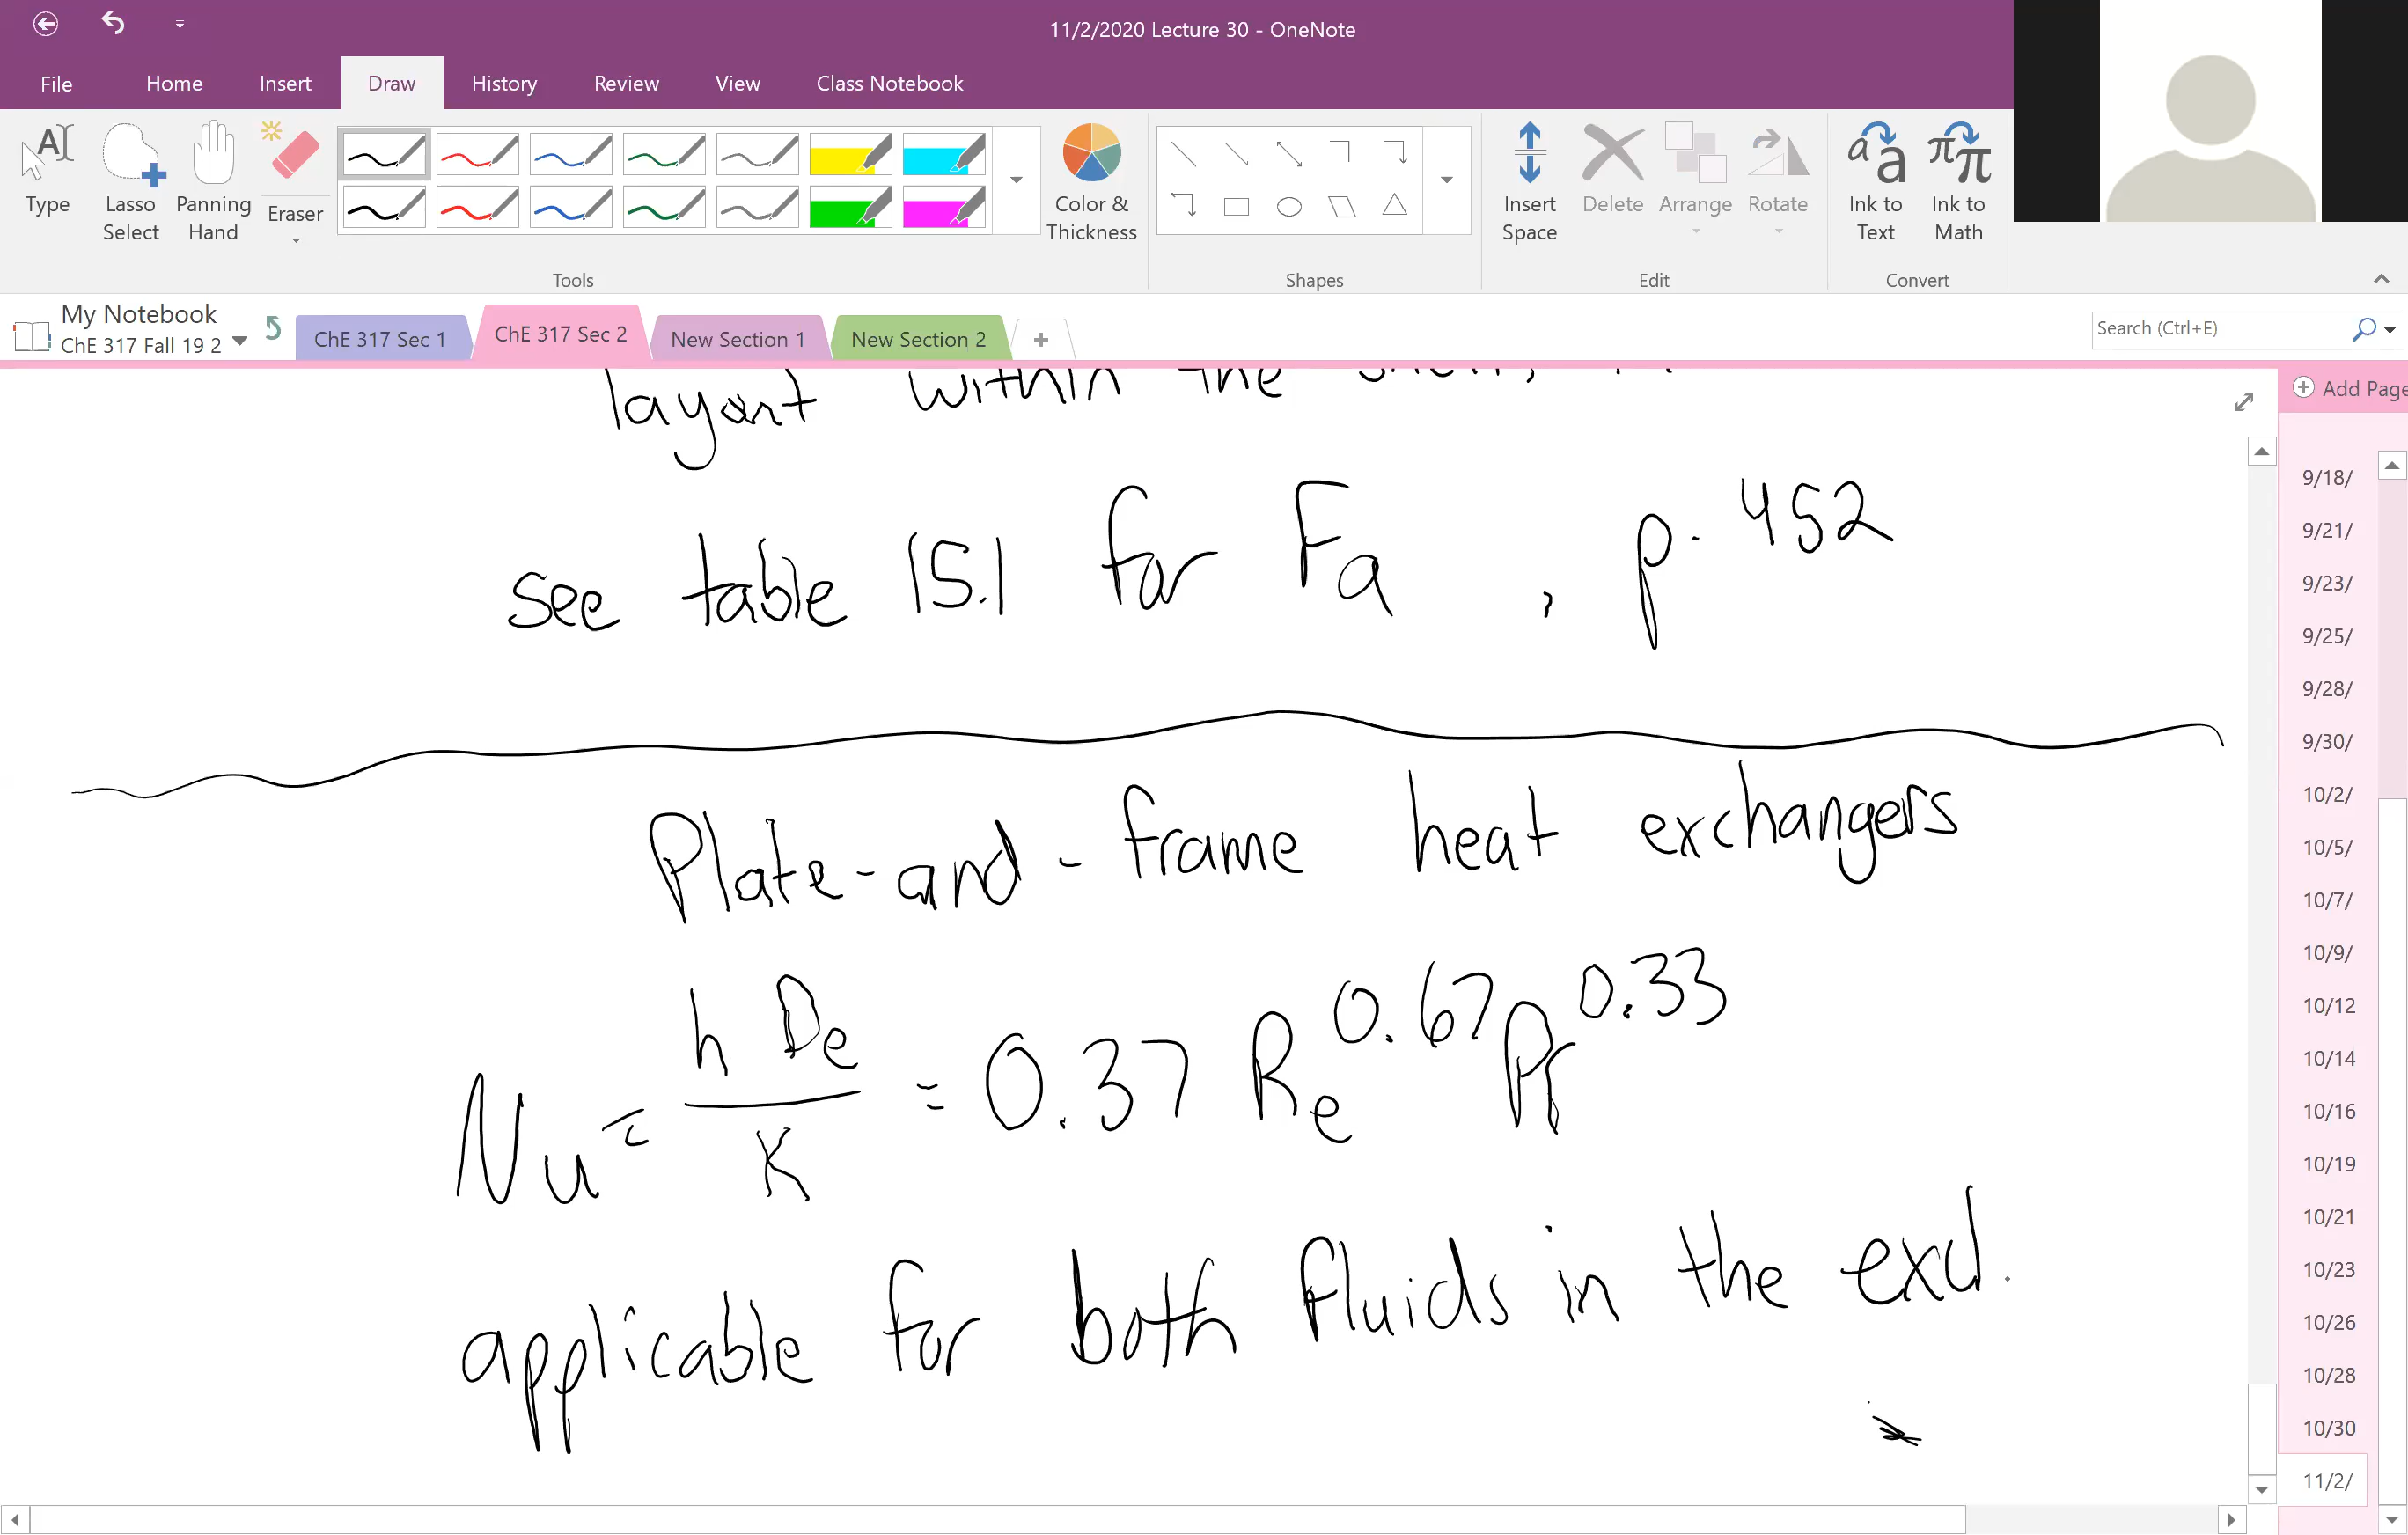 11/2/2020 Lecture 30 - OneNote
File Home Insert Draw History Review View Class Notebook
Type
Lasso Select
Panning Hand
Eraser
Color & Thickness
Insert Space
Delete
Arrange
Rotate
Ink to Text
Ink to Math
Tools Shapes Edit Convert
My Notebook
ChE 317 Fall 19 2
ChE 317 Sec 1 ChE 317 Sec 2 New Section 1 New Section 2 +
Search (Ctrl+E)
Add Page
layout within the shell,
see table 15.1 for Fa , p. 452
Plate-and-frame heat exchangers
Nu = h De / K = 0.37 Re^0.67 Pr^0.33
applicable for both fluids in the exd.
9/18/
9/21/
9/23/
9/25/
9/28/
9/30/
10/2/
10/5/
10/7/
10/9/
10/12
10/14
10/16
10/19
10/21
10/23
10/26
10/28
10/30
11/2/